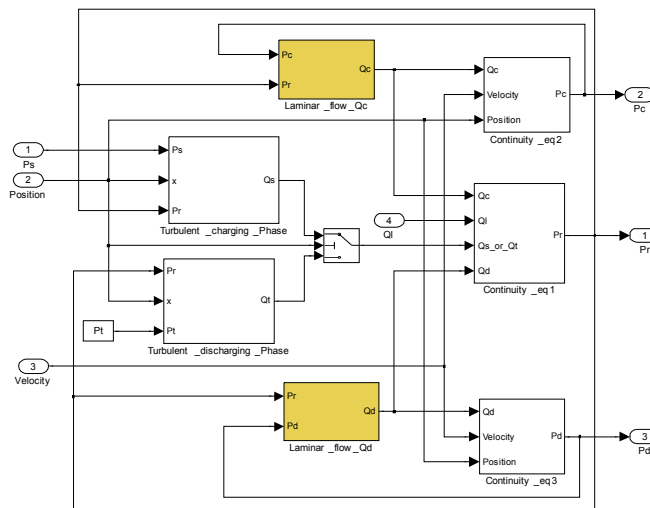 Pc
Pr
Qc
Laminar _flow_Qc
Qc
Velocity
Position
Pc
Continuity _eq2
2
Pc
1
Ps
2
Position
Ps
x
Pr
Qs
Turbulent _charging _Phase
4
Ql
Qc
Ql
Qs_or_Qt
Qd
Pr
Continuity _eq1
1
Pr
Pr
x
Pt
Qt
Turbulent _discharging _Phase
Pt
3
Velocity
Pr
Pd
Qd
Laminar _flow_Qd
Qd
Velocity
Position
Pd
Continuity _eq3
3
Pd